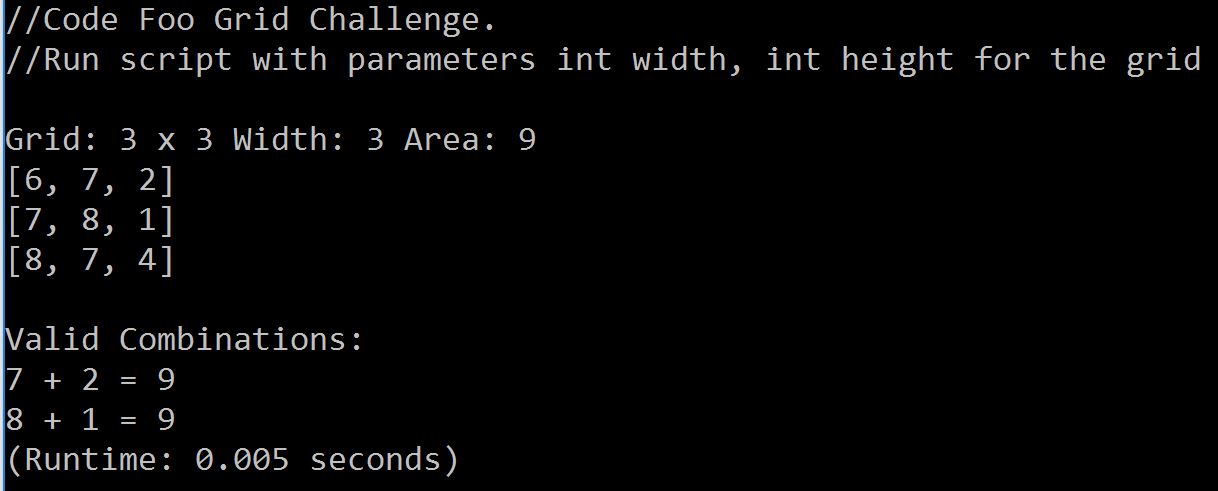 //Code Foo Grid Challenge.
//Run script with parameters int width, int height for the grid
Grid: 3 x 3 Width: 3 Area: 9
[6, 7, 2]
[7, 8, 1]
[8, 7, 4]
Valid Combinations:
7 + 2 = 9
8 + 1 = 9
(Runtime: 0.005 seconds)